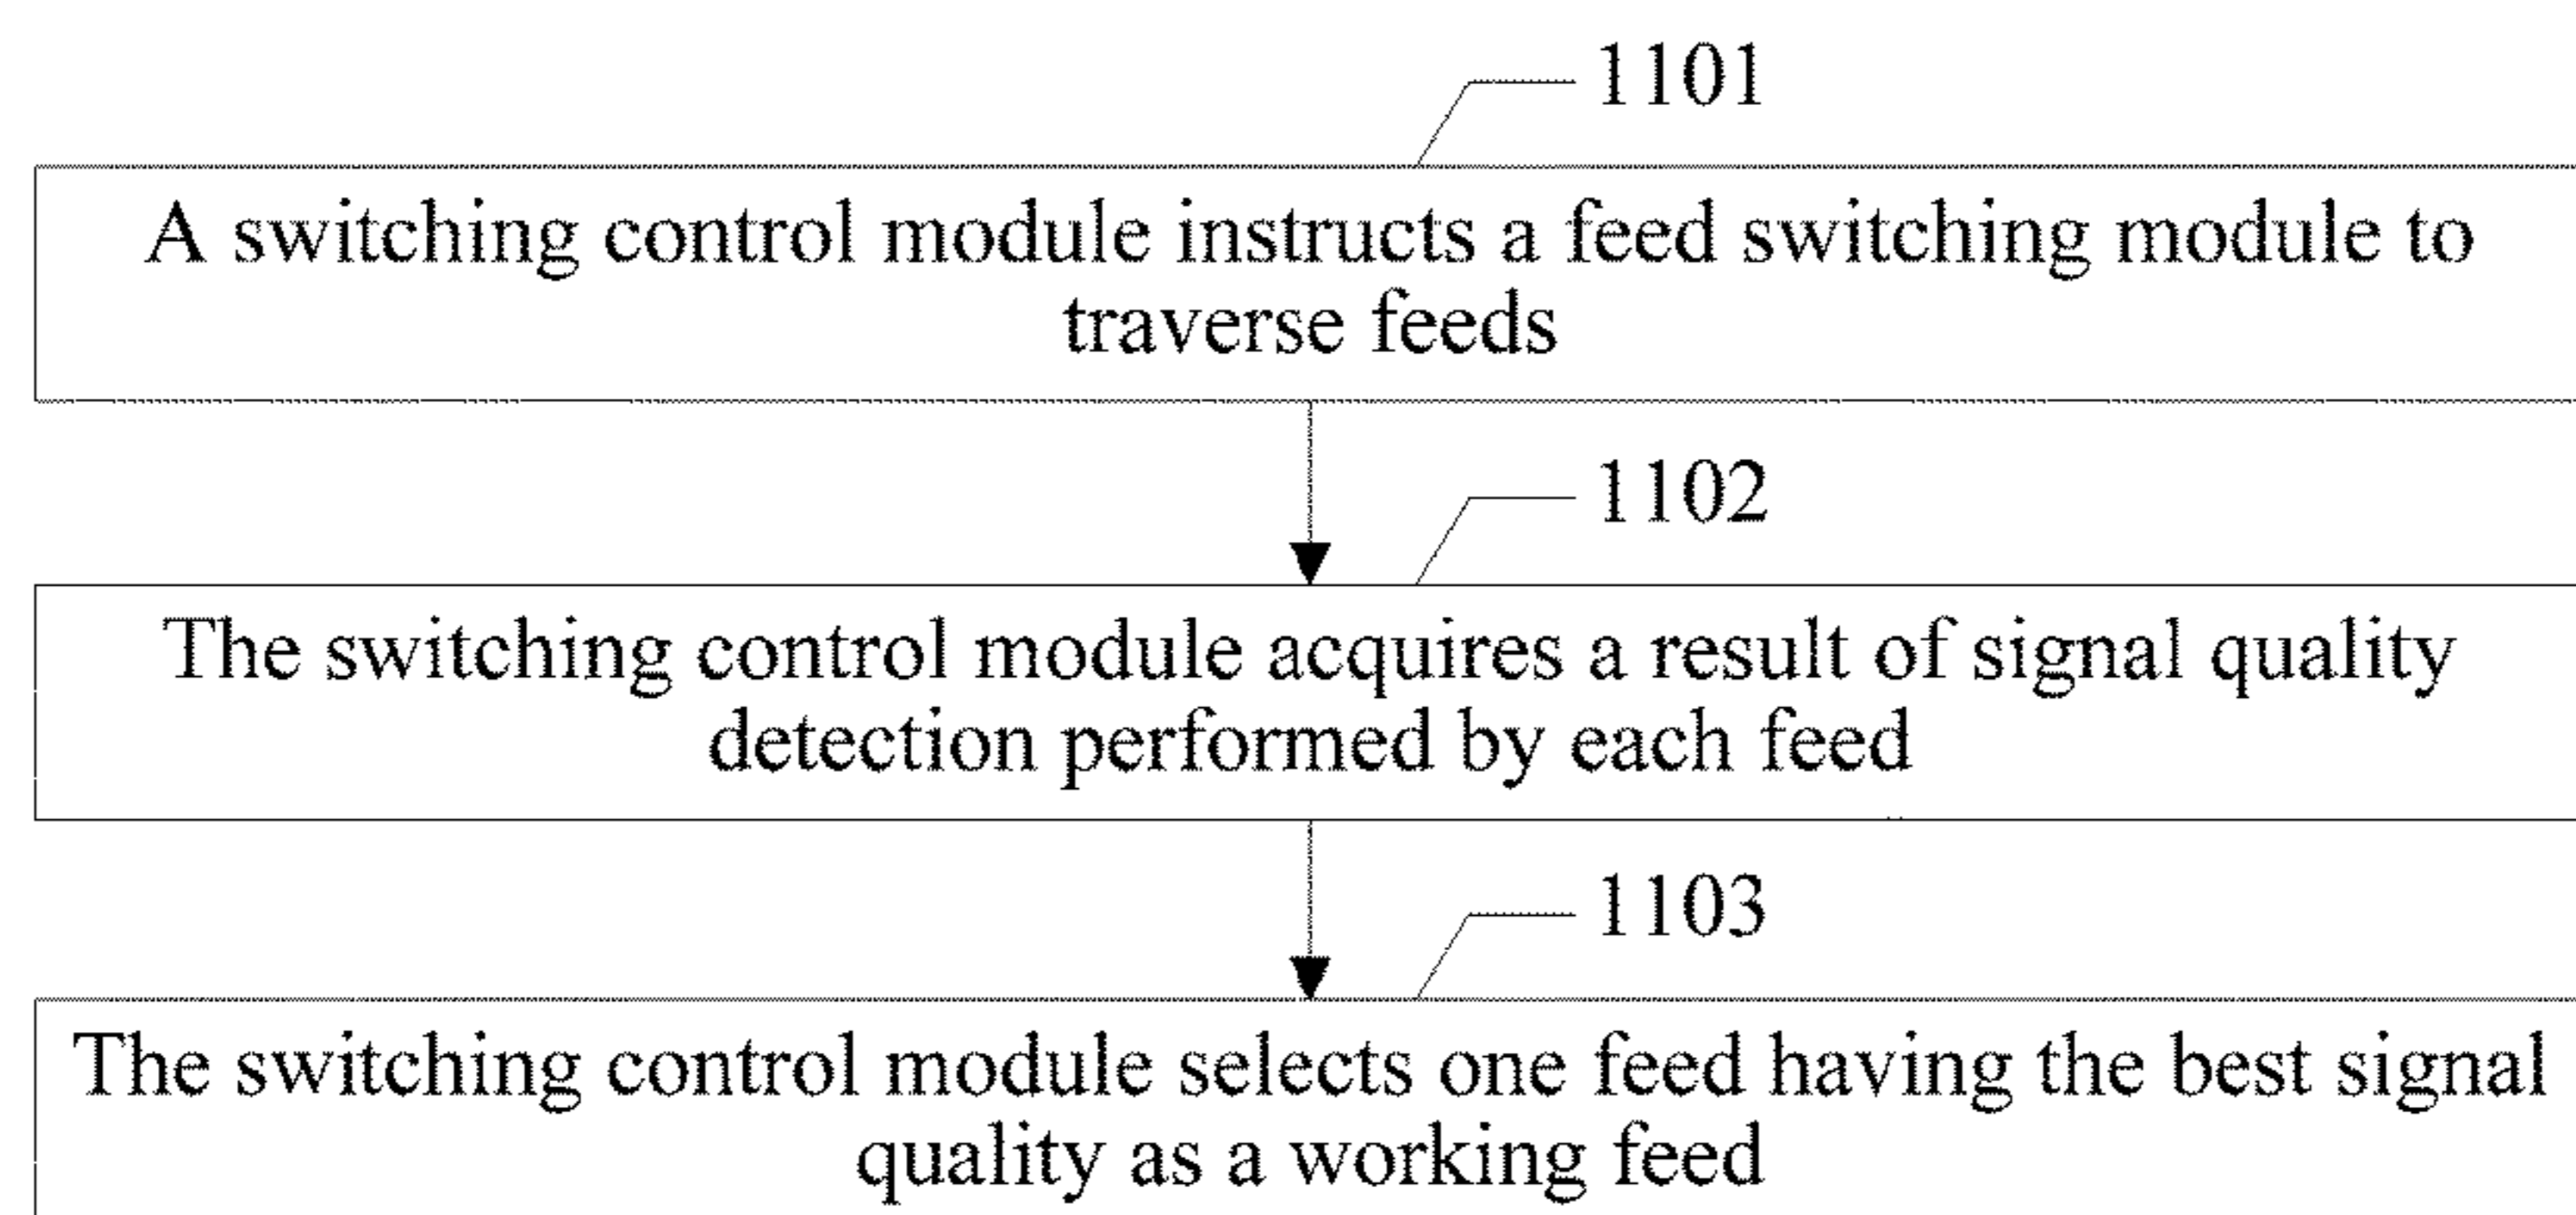 1101
A switching control module instructs a feed switching module to
traverse feeds
1102
The switching control module acquires a result of signal quality
detection performed by each feed
1103
The switching control module selects one feed having the best signal
quality as a working feed